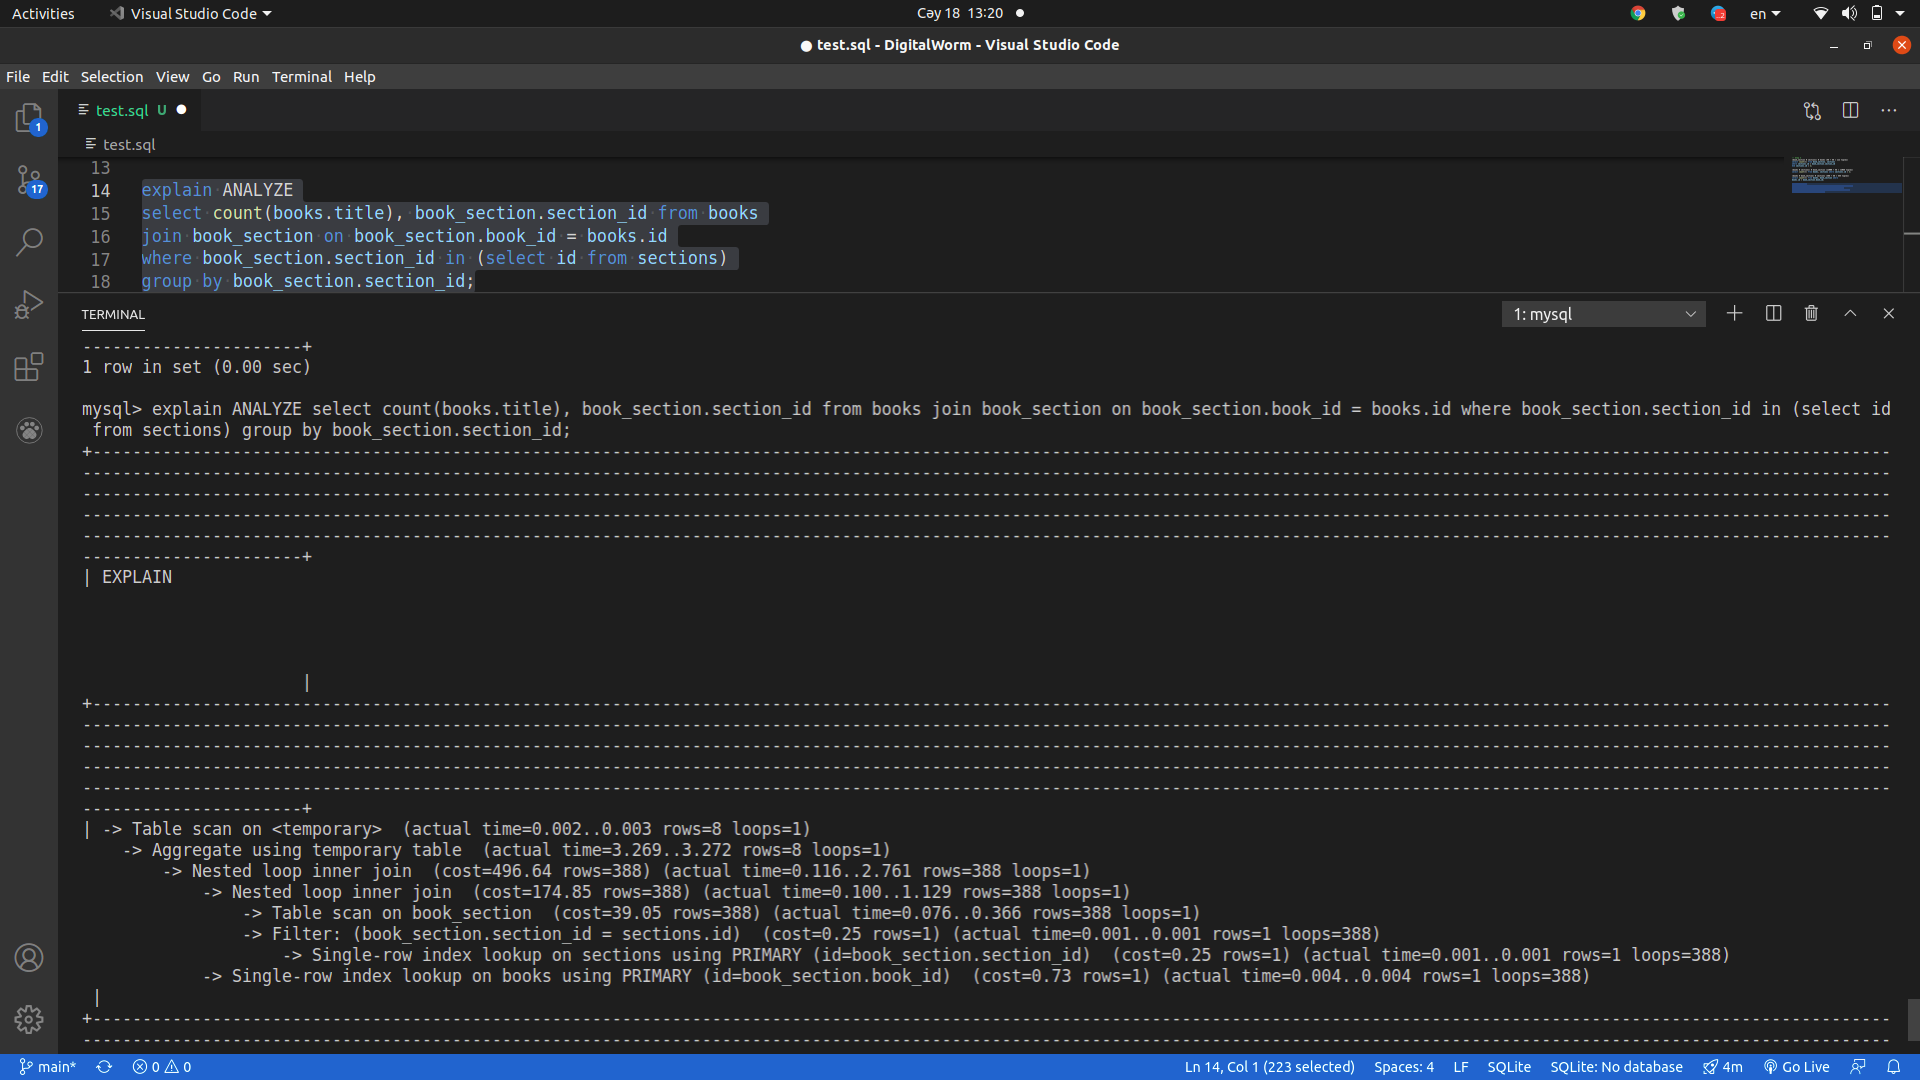 Activities Visual Studio Code Cəy 18 13:20 en
test.sql - DigitalWorm - Visual Studio Code
File Edit Selection View Go Run Terminal Help
test.sql U
1
test.sql
17
13
14 explain ANALYZE
15 select count(books.title), book_section.section_id from books
16 join book_section on book_section.book_id = books.id
17 where book_section.section_id in (select id from sections)
18 group by book_section.section_id;
TERMINAL 1: mysql
----------------------+
1 row in set (0.00 sec)
mysql> explain ANALYZE select count(books.title), book_section.section_id from books join book_section on book_section.book_id = books.id where book_section.section_id in (select id
from sections) group by book_section.section_id;
| EXPLAIN
|
| -> Table scan on <temporary>  (actual time=0.002..0.003 rows=8 loops=1)
-> Aggregate using temporary table  (actual time=3.269..3.272 rows=8 loops=1)
-> Nested loop inner join  (cost=496.64 rows=388) (actual time=0.116..2.761 rows=388 loops=1)
-> Nested loop inner join  (cost=174.85 rows=388) (actual time=0.100..1.129 rows=388 loops=1)
-> Table scan on book_section  (cost=39.05 rows=388) (actual time=0.076..0.366 rows=388 loops=1)
-> Filter: (book_section.section_id = sections.id)  (cost=0.25 rows=1) (actual time=0.001..0.001 rows=1 loops=388)
-> Single-row index lookup on sections using PRIMARY (id=book_section.section_id)  (cost=0.25 rows=1) (actual time=0.001..0.001 rows=1 loops=388)
-> Single-row index lookup on books using PRIMARY (id=book_section.book_id)  (cost=0.73 rows=1) (actual time=0.004..0.004 rows=1 loops=388)
|
main* 0 0 Ln 14, Col 1 (223 selected) Spaces: 4 LF SQLite SQLite: No database 4m Go Live